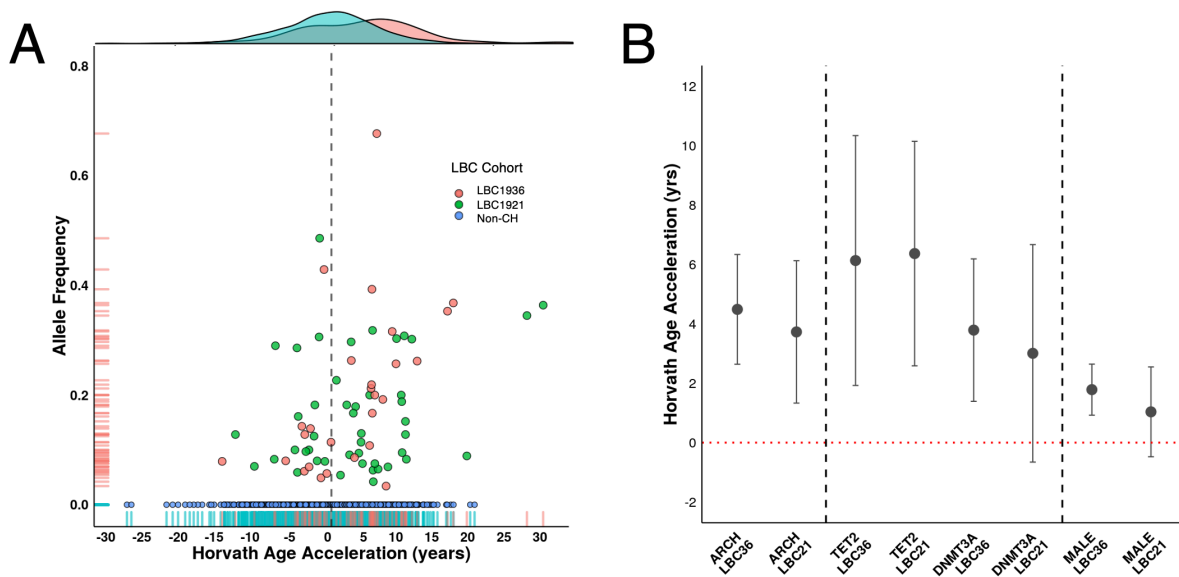 A
0.8
0.6
0.4
0.2
0.0
Allele Frequency
LBC Cohort
LBC1936
LBC1921
Non-CH
-30 -25 -20 -15 -10 -5 0 5 10 15 20 25 30
Horvath Age Acceleration (years)
B
12
10
8
6
4
2
0
-2
Horvath Age Acceleration (yrs)
ARCH
LBC36
ARCH
LBC21
TET2
LBC36
TET2
LBC21
DNMT3A
LBC36
DNMT3A
LBC21
MALE
LBC36
MALE
LBC21